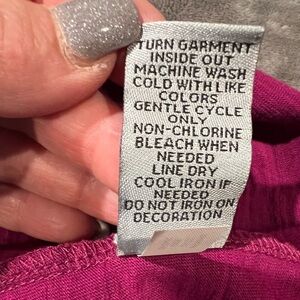 TURN GARMENT
INSIDE OUT
MACHINE WASH
COLD WITH LIKE
COLORS
GENTLE CYCLE
ONLY
NON-CHLORINE
BLEACH WHEN
NEEDED
LINE DRY
COOL IRON IF
NEEDED
DO NOT IRON ON
DECORATION